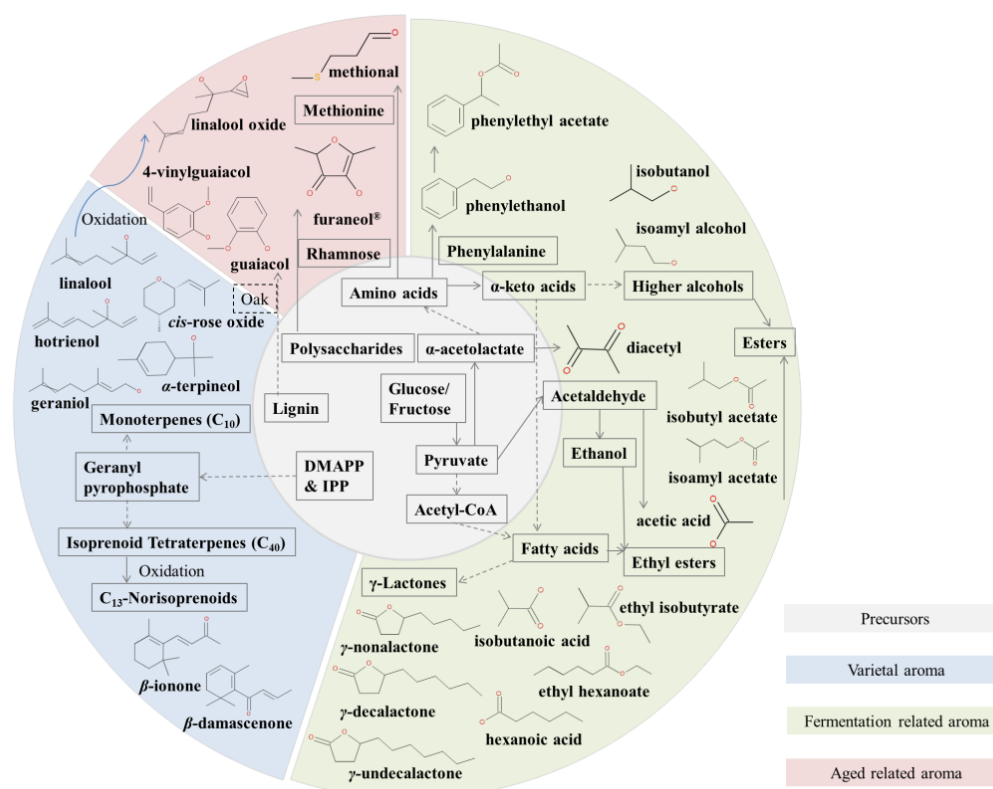 methional
Methionine
linalool oxide
4-vinylguaiacol
furaneol®
Rhamnose
guaiacol
Oak
Oxidation
linalool
cis-rose oxide
hotrienol
α-terpineol
geraniol
Monoterpenes (C10)
Geranyl
pyrophosphate
Isoprenoid Tetraterpenes (C40)
Oxidation
C13-Norisoprenoids
β-ionone
β-damascenone
Amino acids
Polysaccharides
α-acetolactate
Glucose/
Fructose
Lignin
Pyruvate
DMAPP
& IPP
Acetyl-CoA
phenylethyl acetate
phenylethanol
Phenylalanine
isobutanol
isoamyl alcohol
α-keto acids
Higher alcohols
diacetyl
Esters
Acetaldehyde
isobutyl acetate
Ethanol
isoamyl acetate
acetic acid
Fatty acids
Ethyl esters
γ-Lactones
γ-nonalactone
isobutanoic acid
ethyl isobutyrate
ethyl hexanoate
γ-decalactone
hexanoic acid
γ-undecalactone
Precursors
Varietal aroma
Fermentation related aroma
Aged related aroma